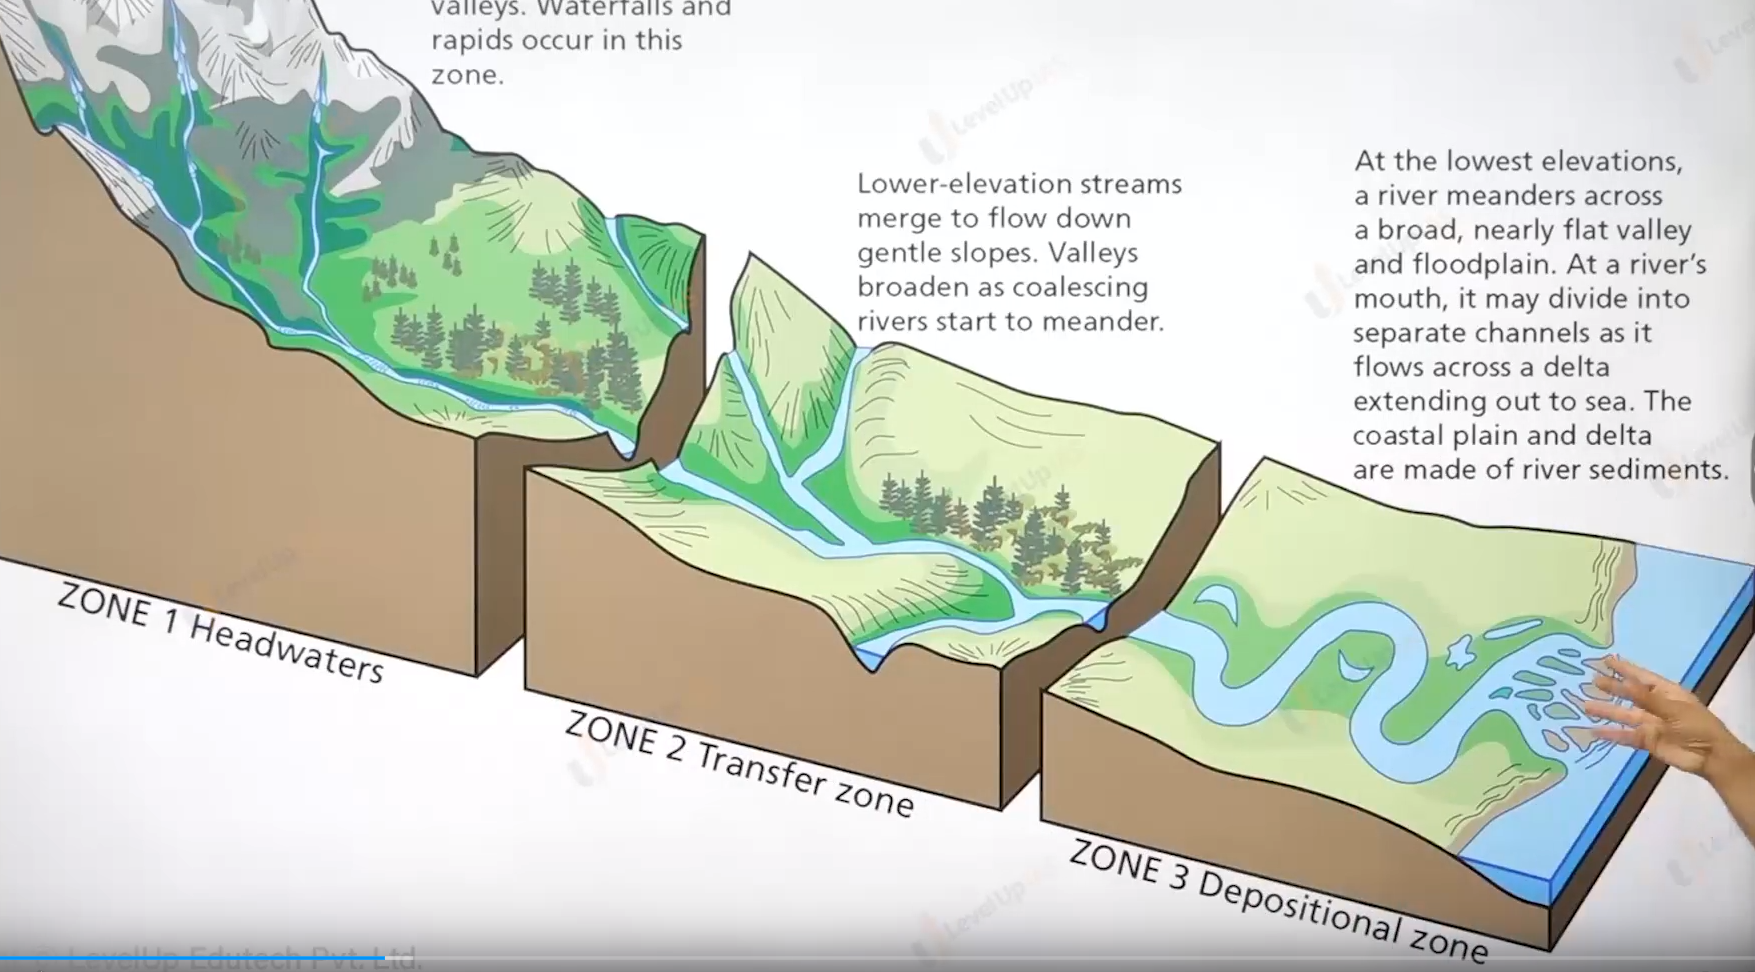 valleys. Waterfalls and
rapids occur in this
zone.
Lower-elevation streams
merge to flow down
gentle slopes. Valleys
broaden as coalescing
rivers start to meander.
At the lowest elevations,
a river meanders across
a broad, nearly flat valley
and floodplain. At a river's
mouth, it may divide into
separate channels as it
flows across a delta
extending out to sea. The
coastal plain and delta
are made of river sediments.
ZONE 1 Headwaters
ZONE 2 Transfer zone
ZONE 3 Depositional zone
LevelUp Edutech Pvt. Ltd.
LevelUp
LevelUp
LevelUp